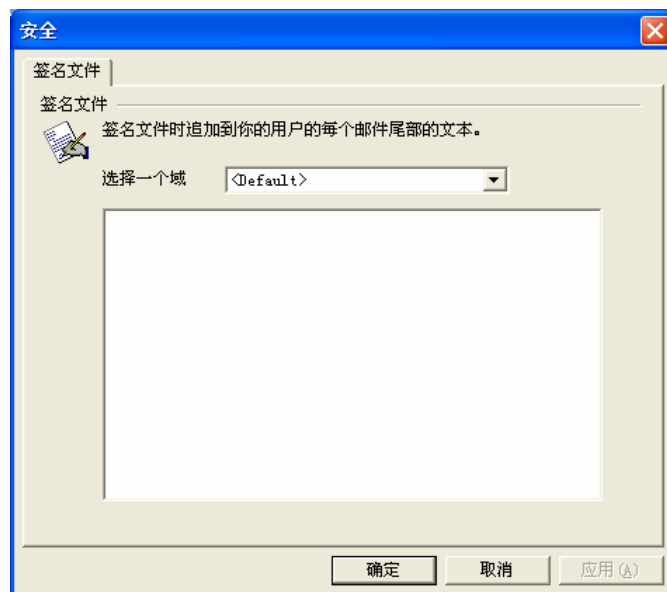 安全
签名文件
签名文件
签名文件时追加到你的用户的每个邮件尾部的文本。
选择一个域 <Default>
确定 取消 应用(A)